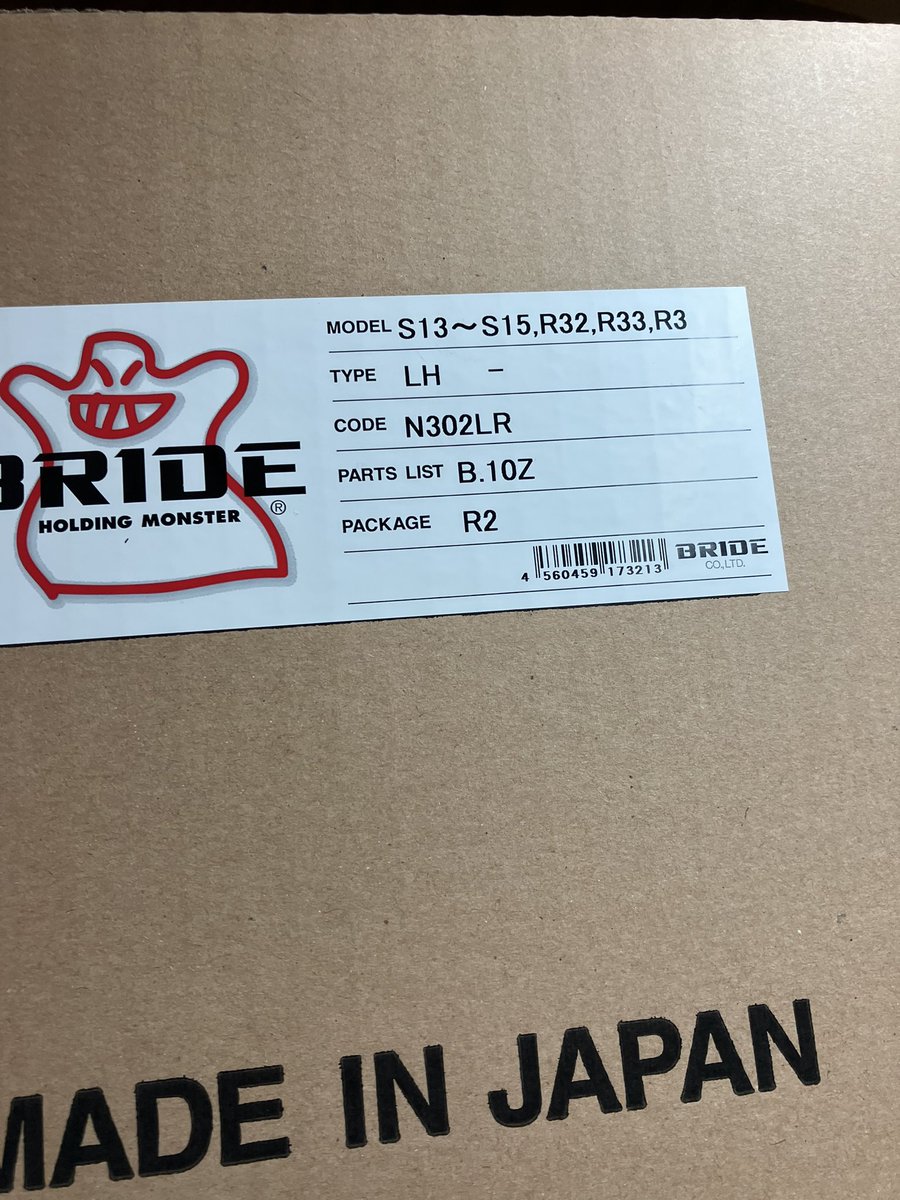 BRIDE®
HOLDING MONSTER
MODEL S13～S15,R32,R33,R3
TYPE LH -
CODE N302LR
PARTS LIST B.10Z
PACKAGE R2
4 560459 173213
BRIDE
CO.,LTD.
MADE IN JAPAN